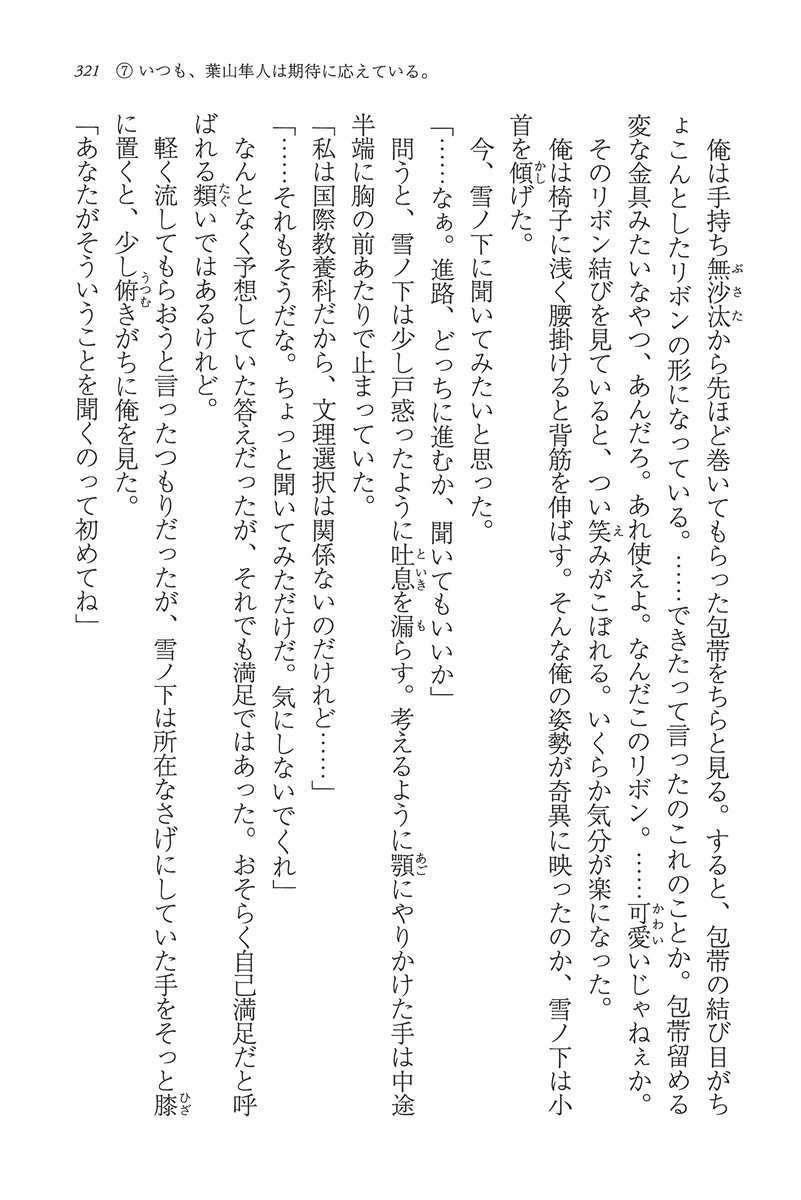 321 ⑦いつも、葉山隼人は期待に応えている。
　俺は手持ち無沙汰から先ほど巻いてもらった包帯をちらと見る。すると、包帯の結び目がち
ょこんとしたリボンの形になっている。……できたって言ったのこれのことか。包帯留める
変な金具みたいなやつ、あんだろ。あれ使えよ。なんだこのリボン。……可愛いじゃねぇか。
　そのリボン結びを見ていると、つい笑みがこぼれる。いくらか気分が楽になった。
　俺は椅子に浅く腰掛けると背筋を伸ばす。そんな俺の姿勢が奇異に映ったのか、雪ノ下は小
首を傾げた。
　今、雪ノ下に聞いてみたいと思った。
「……なぁ。進路、どっちに進むか、聞いてもいいか」
　問うと、雪ノ下は少し戸惑ったように吐息を漏らす。考えるように顎にやりかけた手は中途
半端に胸の前あたりで止まっていた。
「私は国際教養科だから、文理選択は関係ないのだけれど……」
「……それもそうだな。ちょっと聞いてみただけだ。気にしないでくれ」
　なんとなく予想していた答えだったが、それでも満足ではあった。おそらく自己満足だと呼
ばれる類いではあるけれど。
　軽く流してもらおうと言ったつもりだったが、雪ノ下は所在なさげにしていた手をそっと膝
に置くと、少し俯きがちに俺を見た。
「あなたがそういうことを聞くのって初めてね」